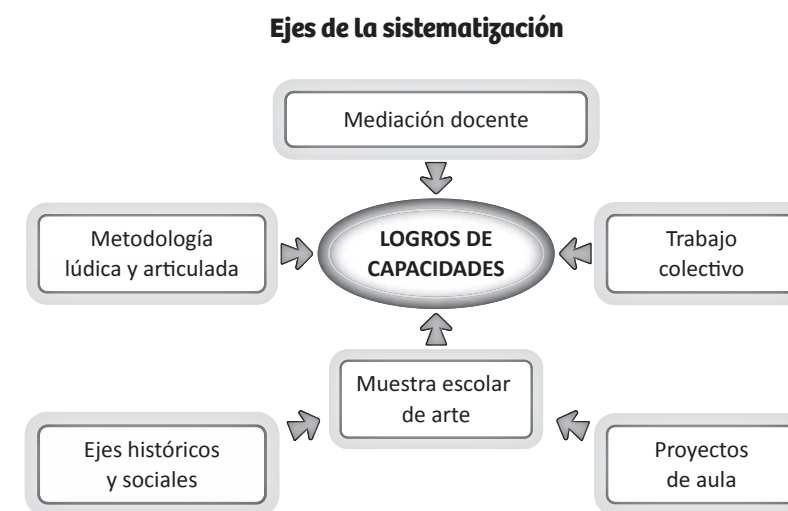 Ejes de la sistematización
Mediación docente
Metodología
lúdica y articulada
LOGROS DE
CAPACIDADES
Trabajo
colectivo
Muestra escolar
de arte
Ejes históricos
y sociales
Proyectos
de aula